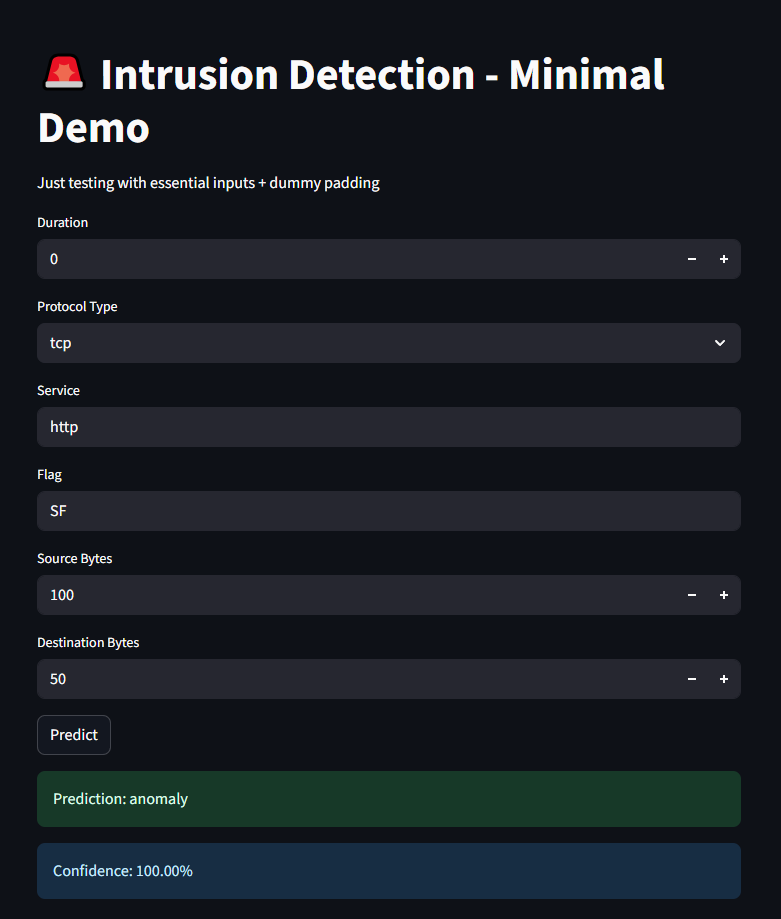 🚨 Intrusion Detection - Minimal
Demo
Just testing with essential inputs + dummy padding
Duration
0
Protocol Type
tcp
Service
http
Flag
SF
Source Bytes
100
Destination Bytes
50
Predict
Prediction: anomaly
Confidence: 100.00%